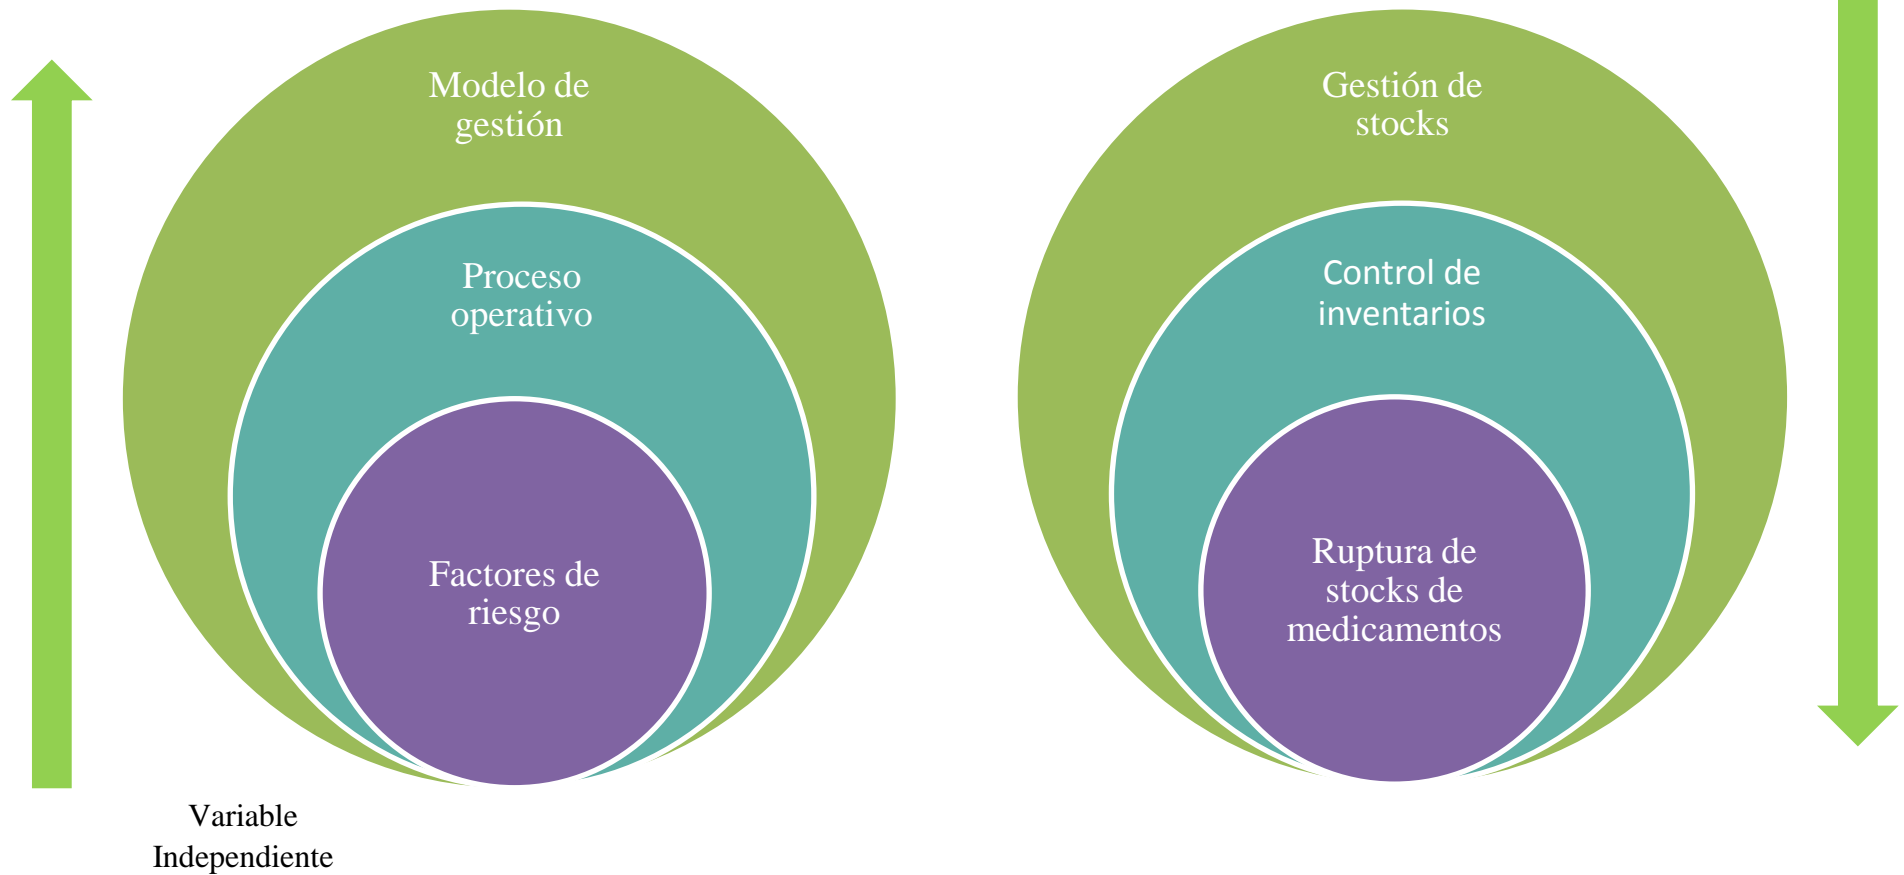 Modelo de
gestión
Proceso
operativo
Factores de
riesgo
Gestión de
stocks
Control de
inventarios
Ruptura de
stocks de
medicamentos
Variable
Independiente